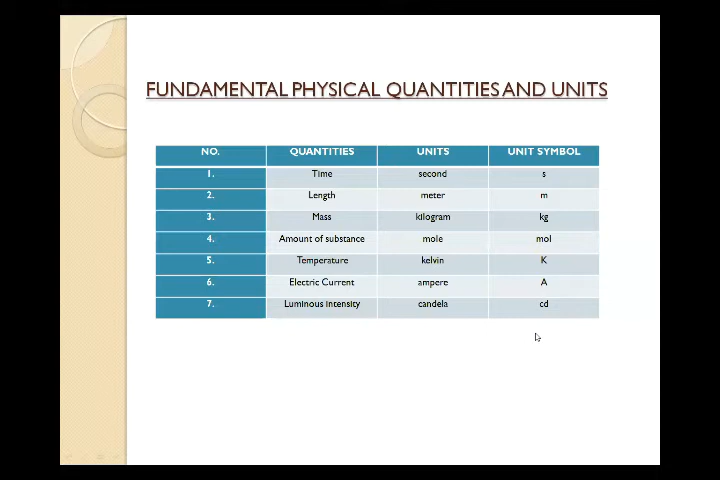 FUNDAMENTAL PHYSICAL QUANTITIES AND UNITS
NO. QUANTITIES UNITS UNIT SYMBOL
1. Time second s
2. Length meter m
3. Mass kilogram kg
4. Amount of substance mole mol
5. Temperature kelvin K
6. Electric Current ampere A
7. Luminous intensity candela cd